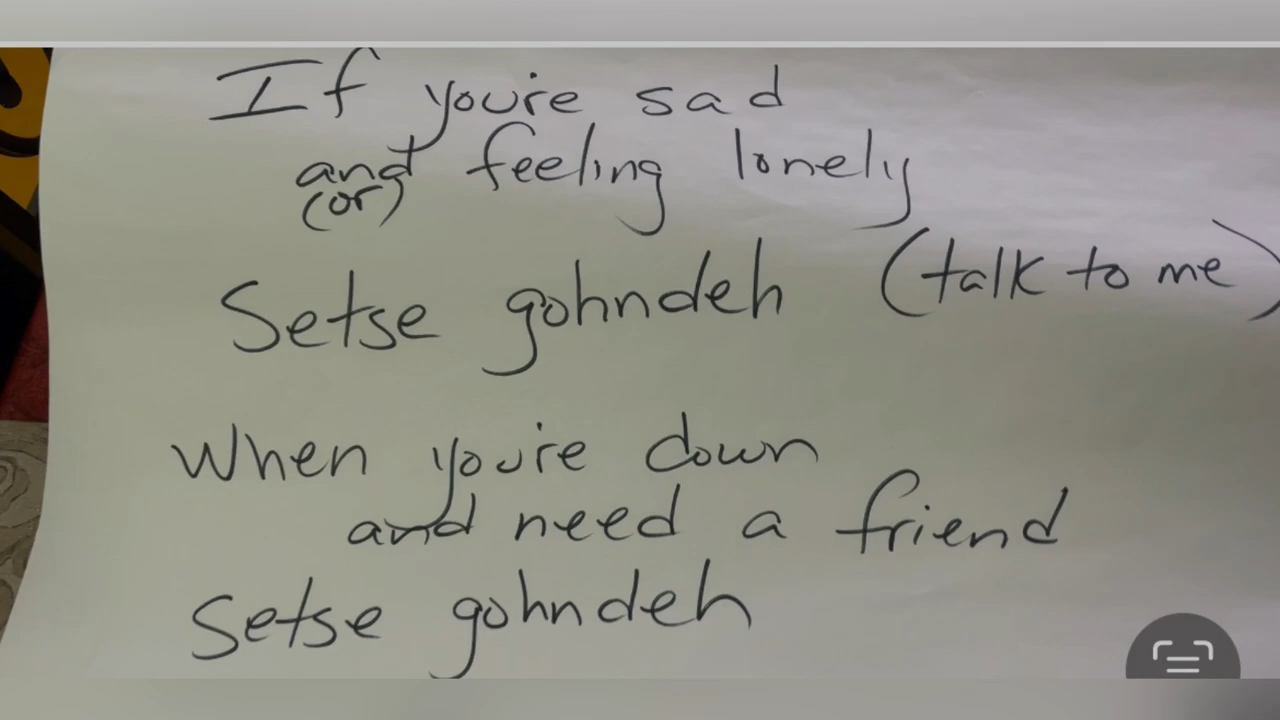 If you're sad
and feeling lonely
(or)
Setse gohndeh (talk to me)
When you're down
and need a friend
Setse gohndeh